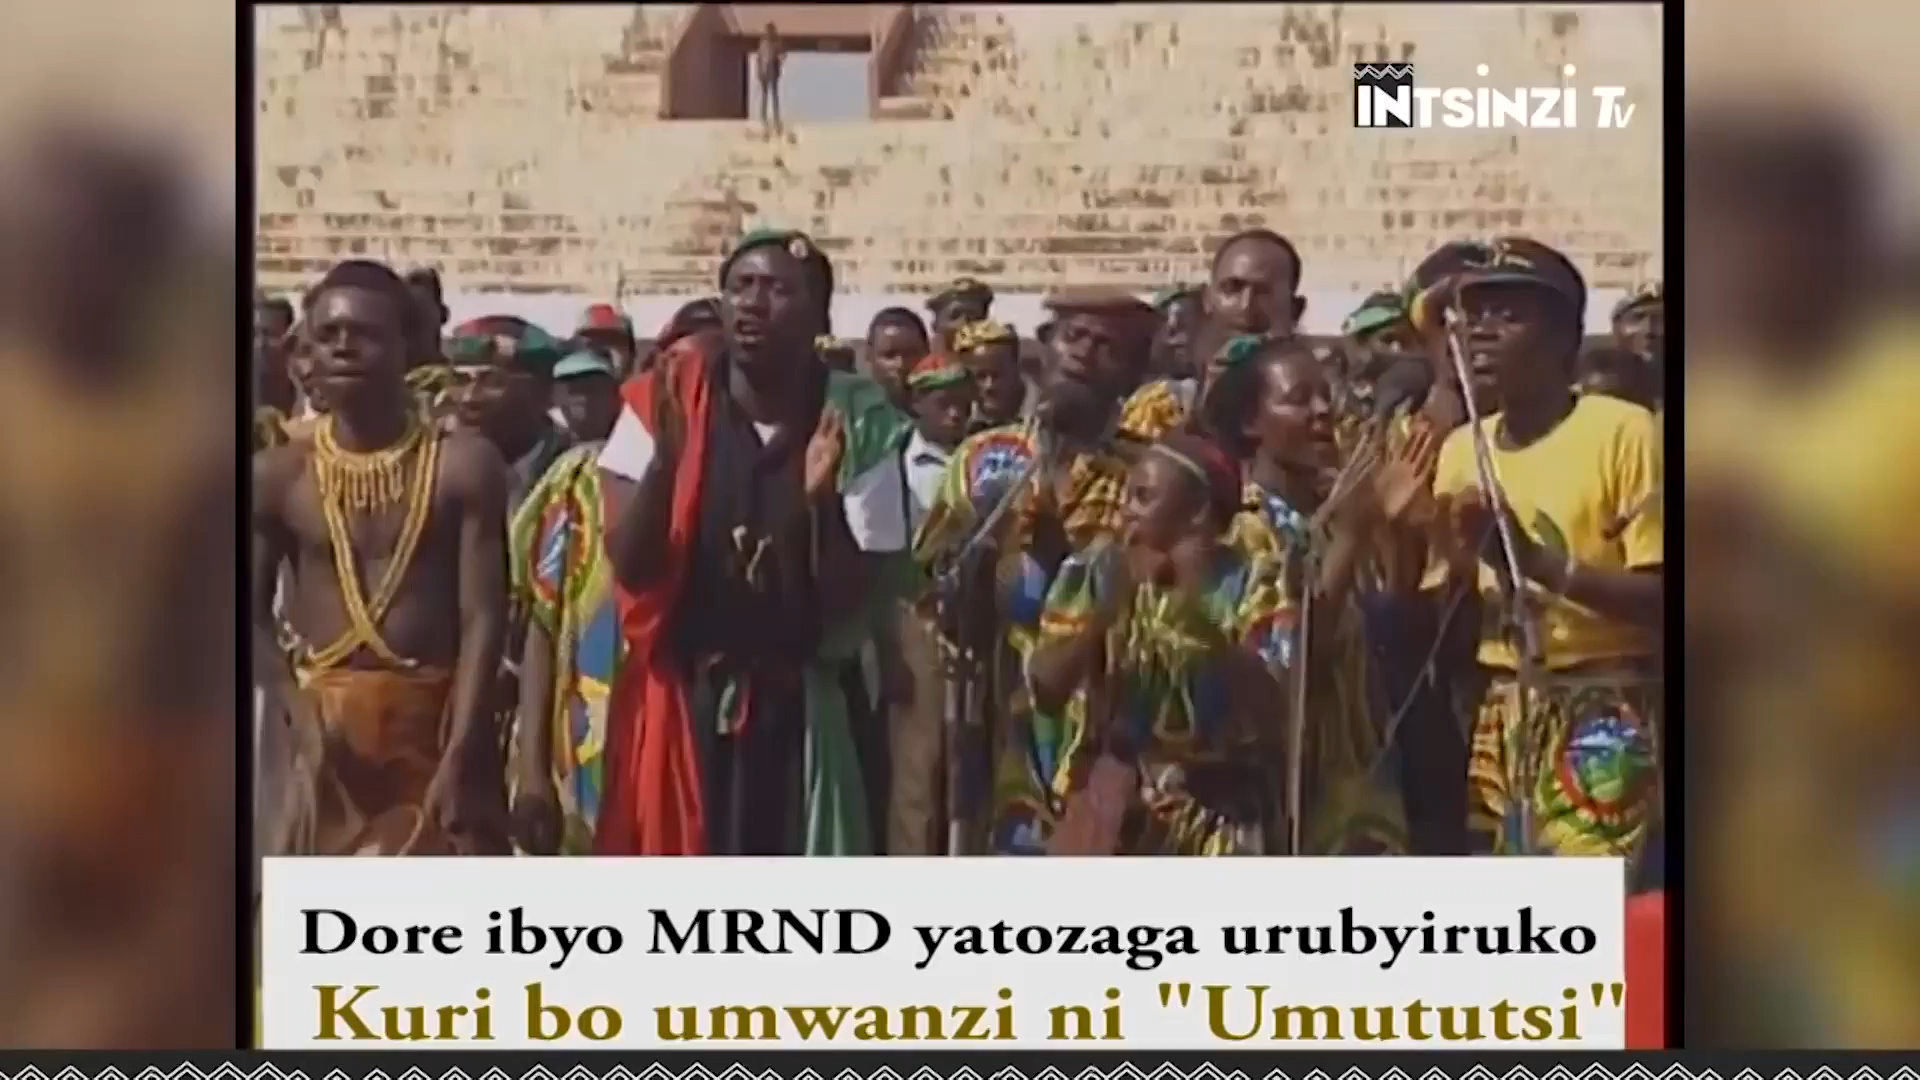 INTSINZI TV
Dore ibyo MRND yatozaga urubyiruko
Kuri bo umwanzi ni "Umututsi"